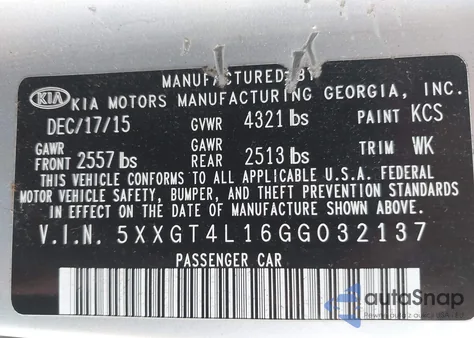 MANUFACTURED BY
KIA KIA MOTORS MANUFACTURING GEORGIA, INC.
DEC/17/15 GVWR 4321 lbs PAINT KCS
GAWR FRONT 2557 lbs GAWR REAR 2513 lbs TRIM WK
THIS VEHICLE CONFORMS TO ALL APPLICABLE U.S.A. FEDERAL
MOTOR VEHICLE SAFETY, BUMPER, AND THEFT PREVENTION STANDARDS
IN EFFECT ON THE DATE OF MANUFACTURE SHOWN ABOVE.
V.I.N. 5XXGT4L16GG032137
PASSENGER CAR
autoSnap